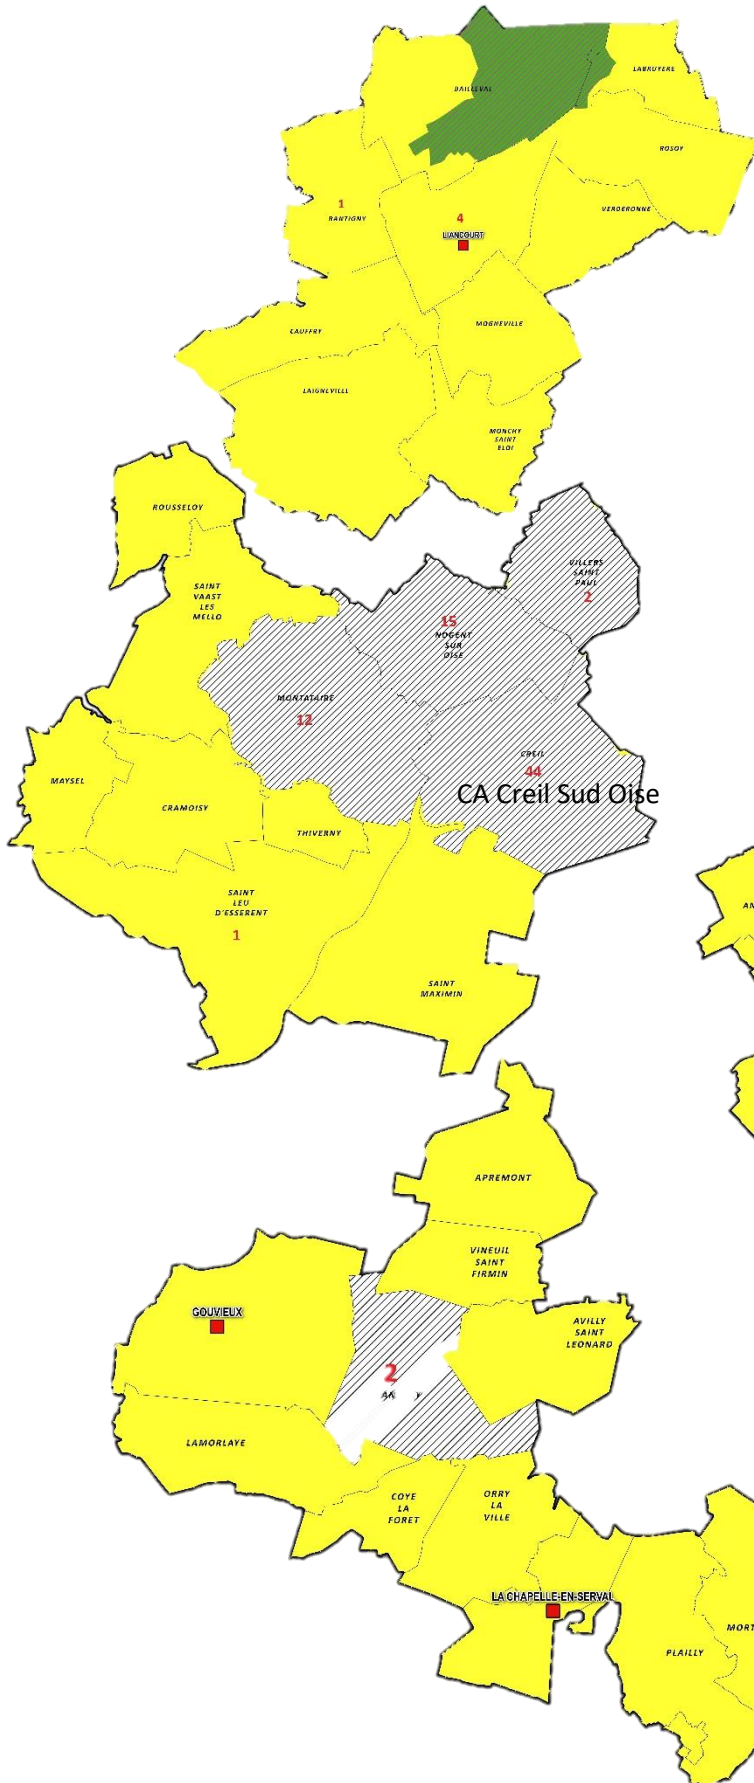 BAILLEVAL
LABRUYERE
ROSOY
1
RANTIGNY
4
LIANCOURT
VERDERONNE
CAUFFRY
MOGNEVILLE
LAIGNEVILLE
MONCHY
SAINT
ELOI
ROUSSELOY
SAINT
VAAST
LES
MELLO
VILLERS
SAINT
PAUL
2
15
NOGENT
SUR
OISE
MONTATAIRE
12
CREIL
44
CA Creil Sud Oise
MAYSEL
CRAMOISY
THIVERNY
SAINT
LEU
D'ESSERENT
1
SAINT
MAXIMIN
AN
APREMONT
VINEUIL
SAINT
FIRMIN
GOUVIEUX
AVILLY
SAINT
LEONARD
2
AN Y
LAMORLAYE
COYE
LA
FORET
ORRY
LA
VILLE
LA CHAPELLE-EN-SERVAL
PLAILLY
MORT